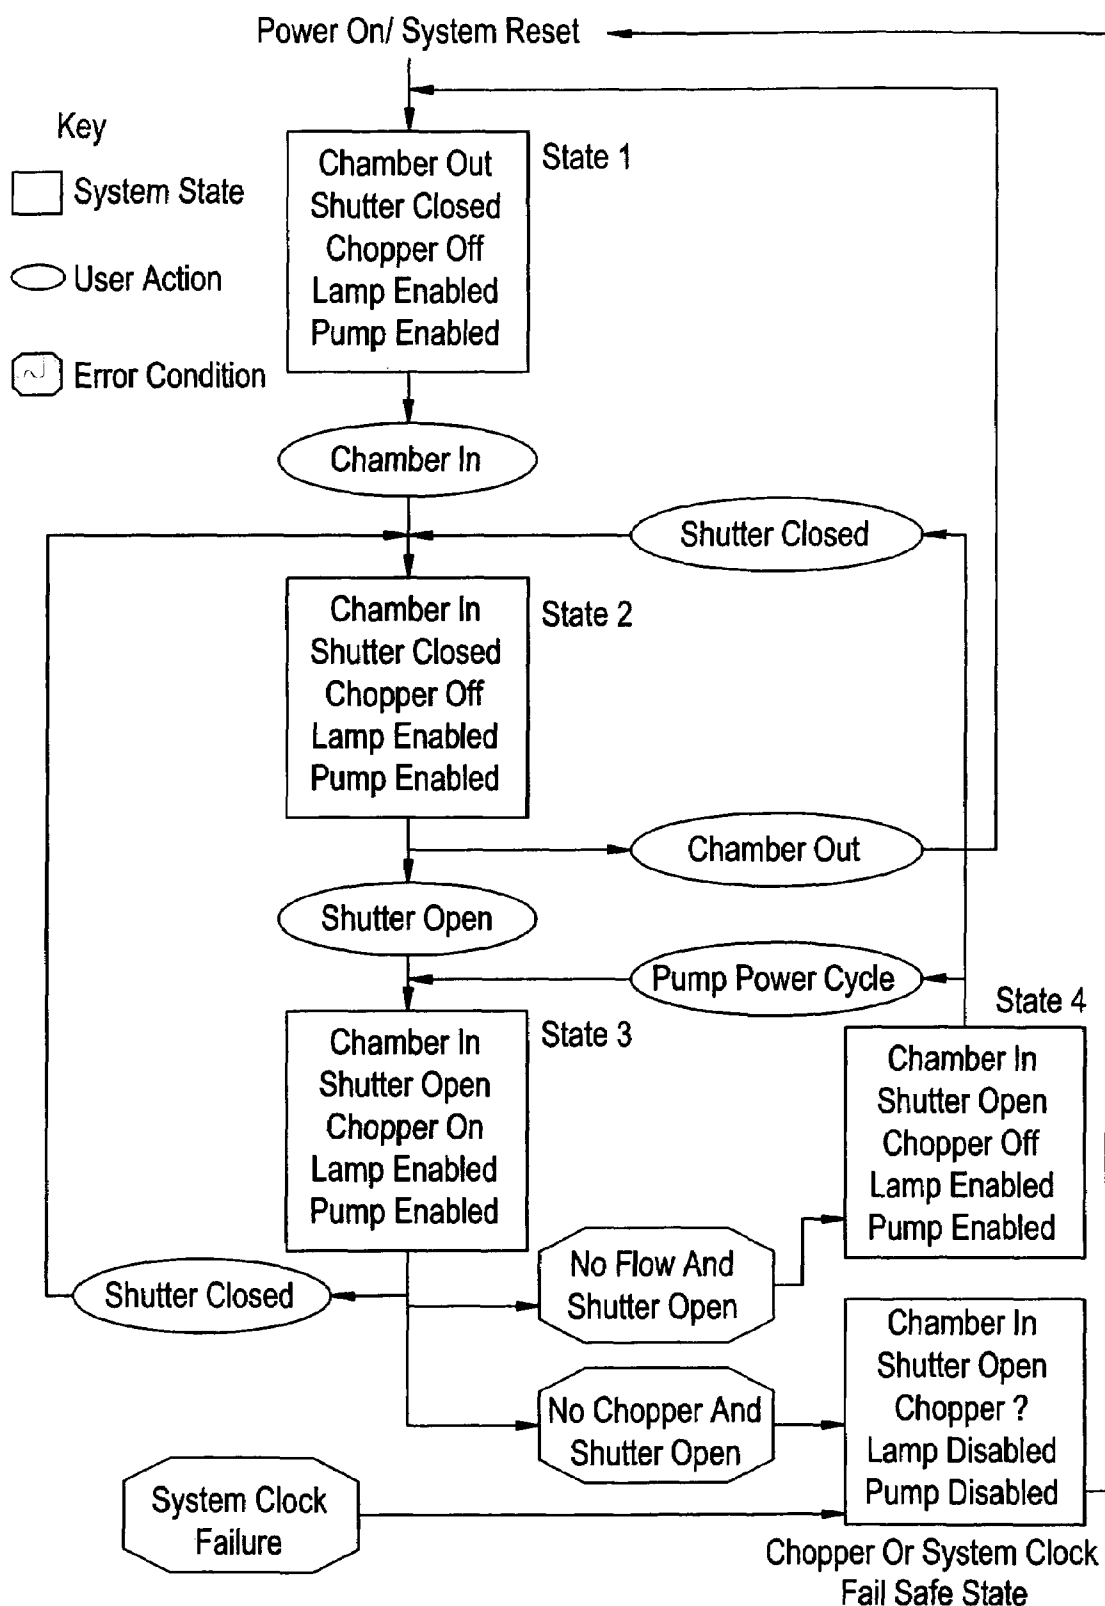 Power On/ System Reset
Key
System State
User Action
Error Condition
State 1
Chamber Out
Shutter Closed
Chopper Off
Lamp Enabled
Pump Enabled
Chamber In
Shutter Closed
State 2
Chamber In
Shutter Closed
Chopper Off
Lamp Enabled
Pump Enabled
Chamber Out
Shutter Open
Pump Power Cycle
State 3
Chamber In
Shutter Open
Chopper On
Lamp Enabled
Pump Enabled
State 4
Chamber In
Shutter Open
Chopper Off
Lamp Enabled
Pump Enabled
Shutter Closed
No Flow And
Shutter Open
No Chopper And
Shutter Open
Chamber In
Shutter Open
Chopper ?
Lamp Disabled
Pump Disabled
System Clock
Failure
Chopper Or System Clock
Fail Safe State